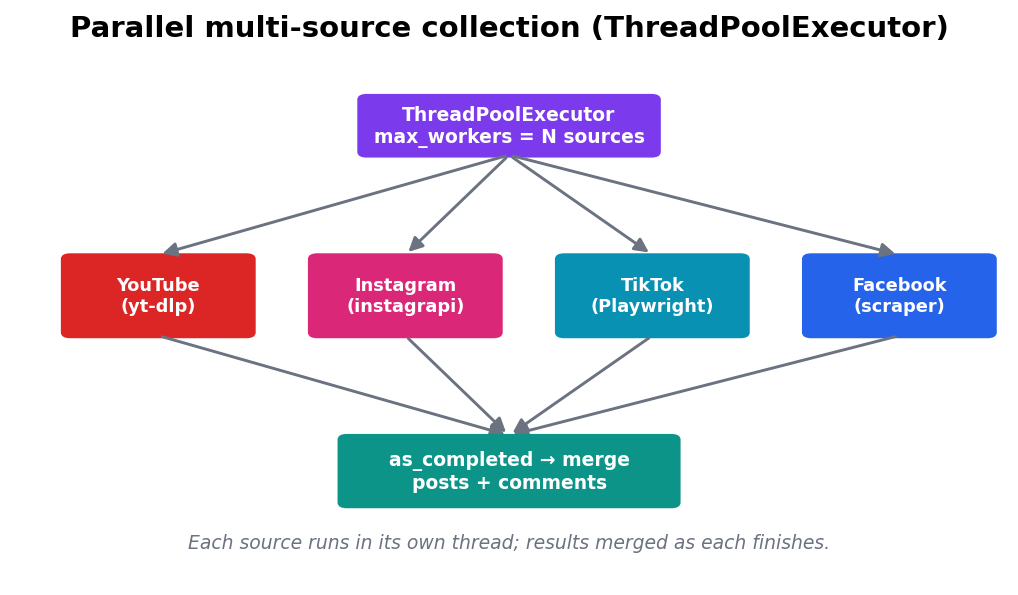 Parallel multi-source collection (ThreadPoolExecutor)
ThreadPoolExecutor
max_workers = N sources
YouTube
(yt-dlp)
Instagram
(instagrapi)
TikTok
(Playwright)
Facebook
(scraper)
as_completed → merge
posts + comments
Each source runs in its own thread; results merged as each finishes.